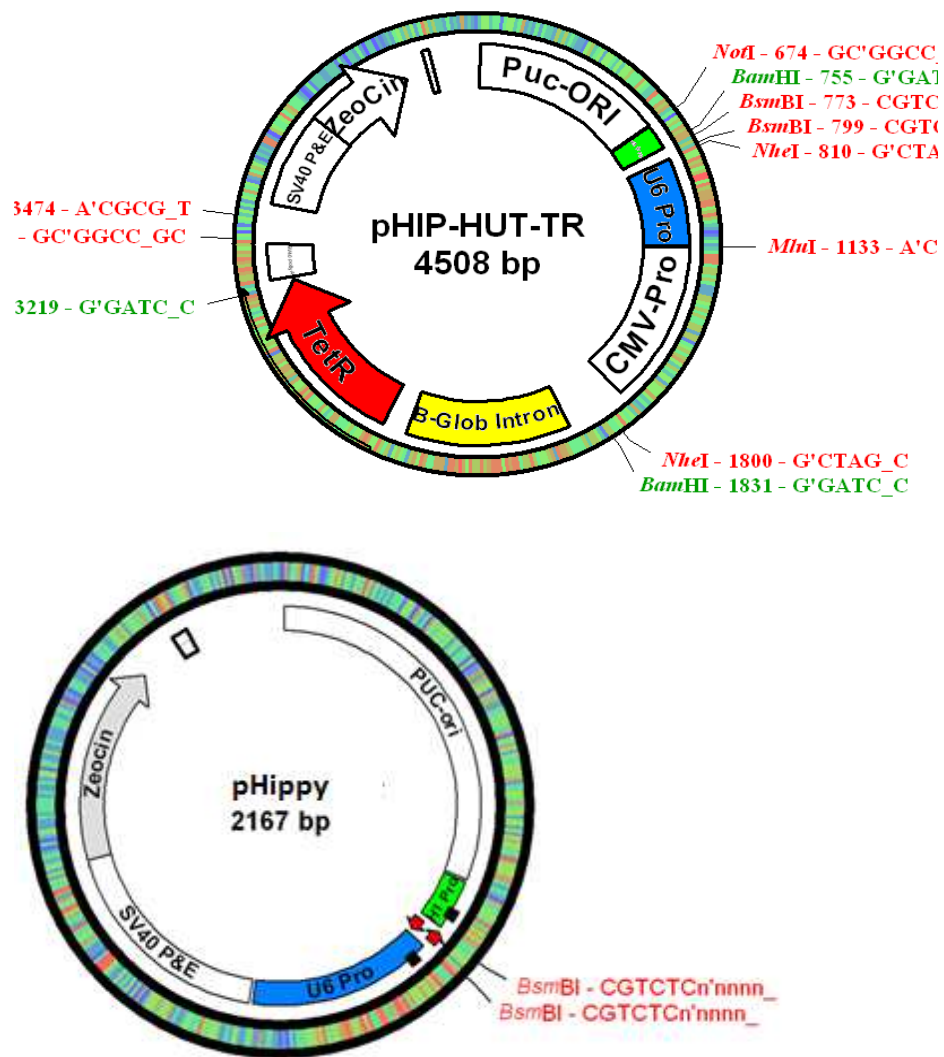 NotI - 674 - GC'GGCC_
BamHI - 755 - G'GAT
BsmBI - 773 - CGTC
BsmBI - 799 - CGTC
NheI - 810 - G'CTA
MluI - 1133 - A'C
NheI - 1800 - G'CTAG_C
BamHI - 1831 - G'GATC_C
3474 - A'CGCG_T
- GC'GGCC_GC
3219 - G'GATC_C
Puc-ORI
U6 Pro
CMV-Pro
B-Glob Intron
TetR
SV40 P&E
ZeoCin
pHIP-HUT-TR
4508 bp
PUC-ori
H1 Pro
U6 Pro
SV40 P&E
Zeocin
pHippy
2167 bp
BsmBI - CGTCTCn'nnnn_
BsmBI - CGTCTCn'nnnn_